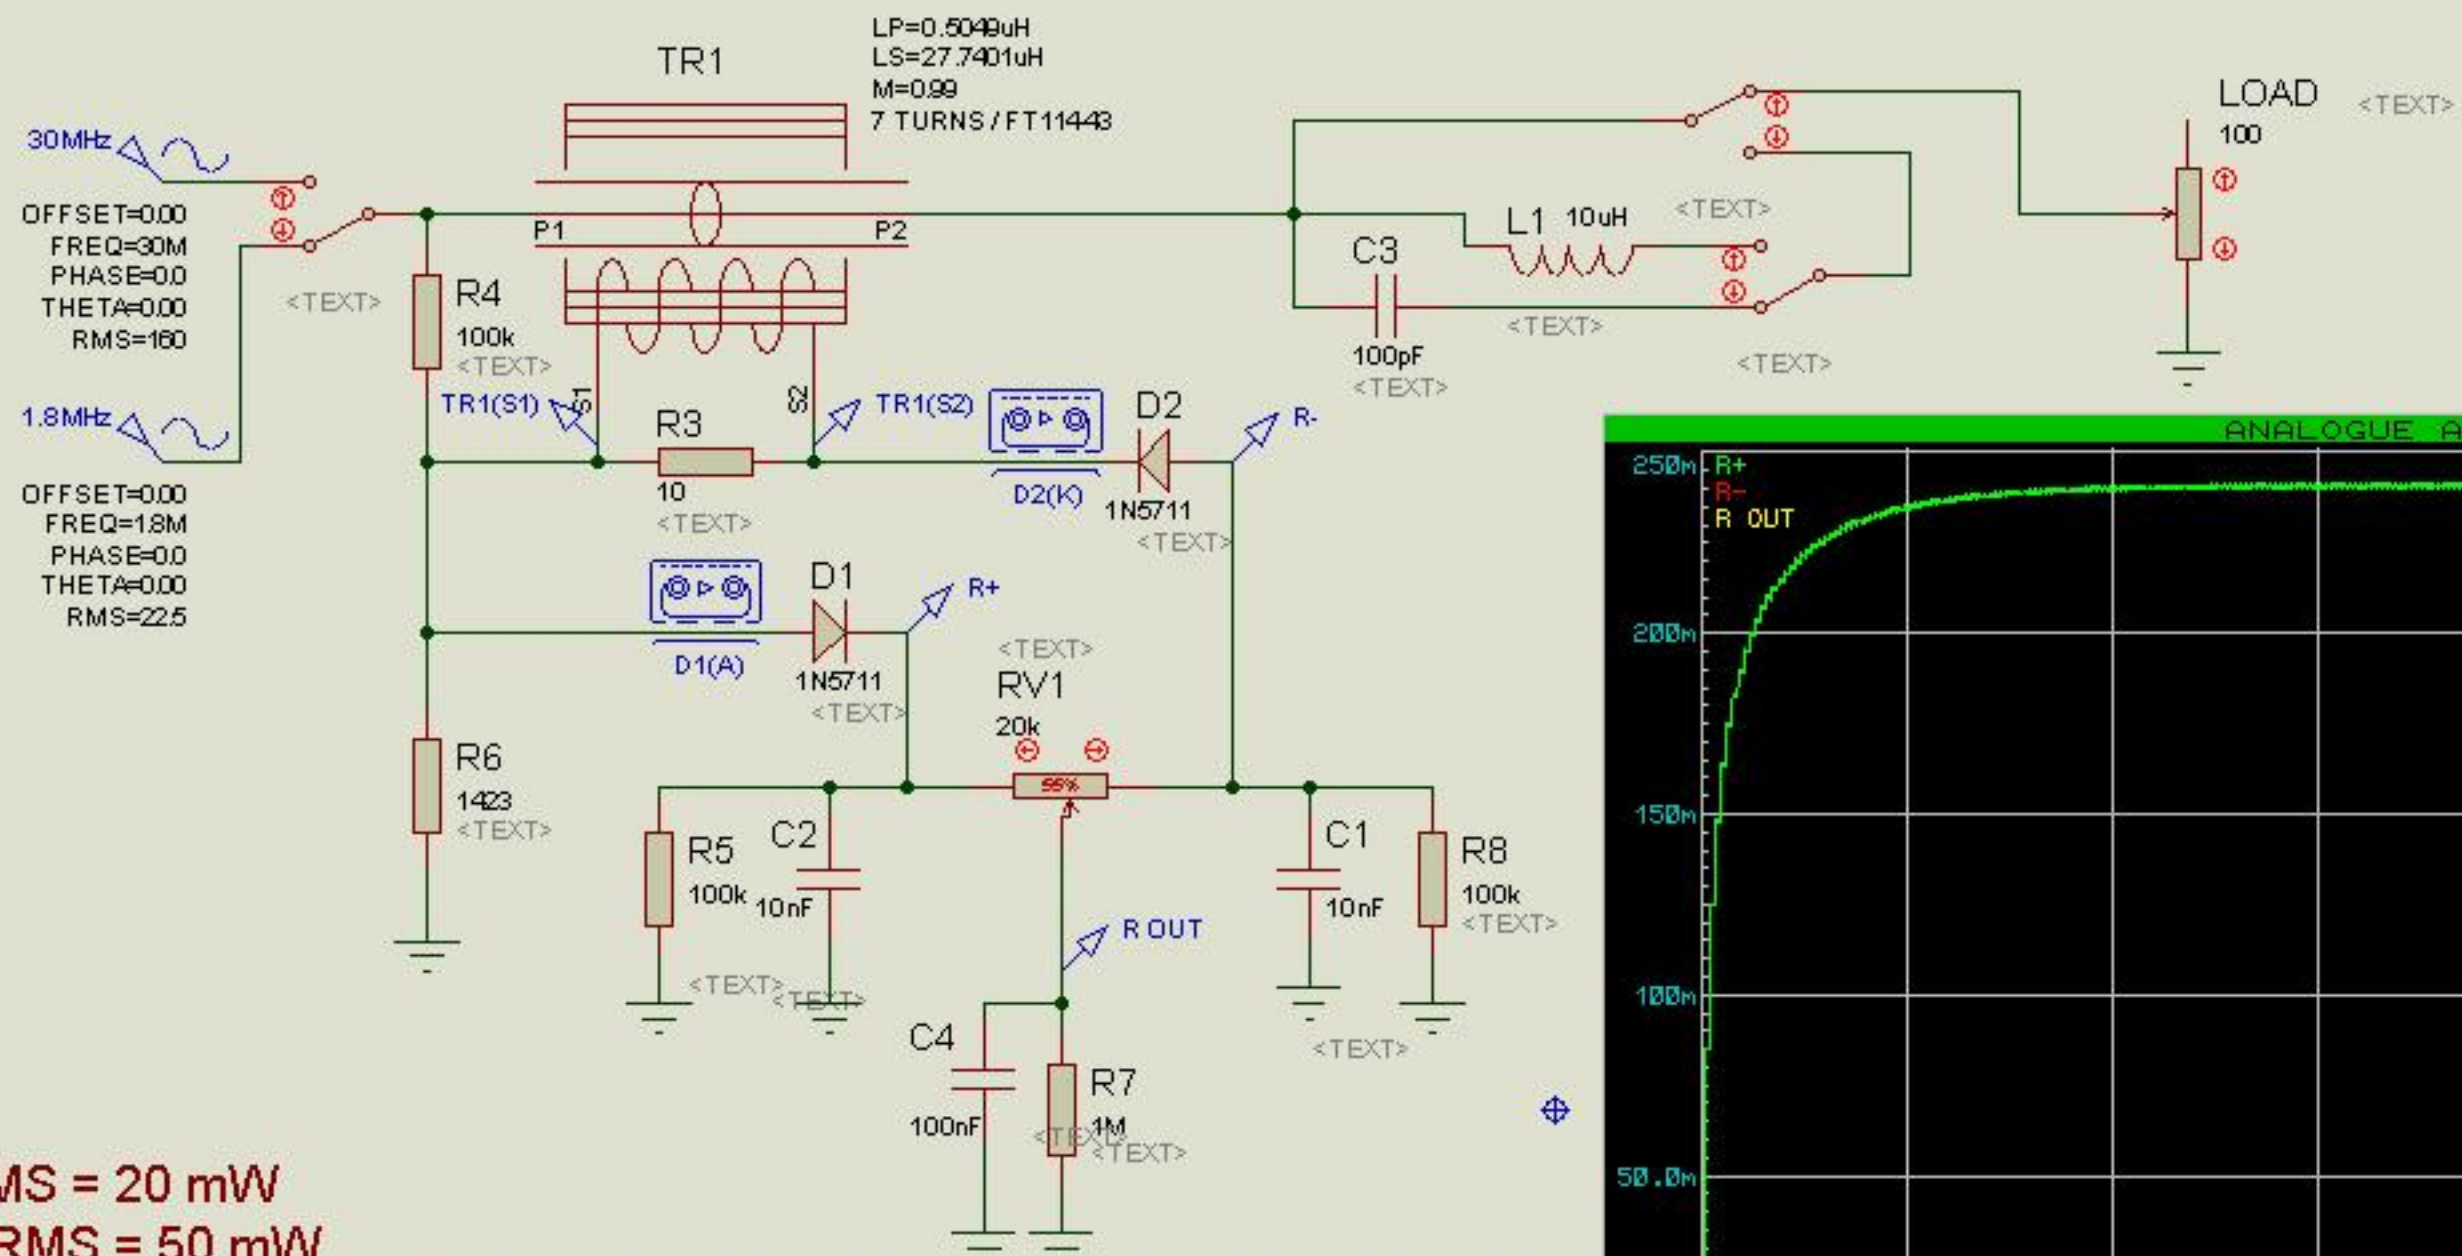 LP=0.5049uH
LS=27.7401uH
M=0.99
7 TURNS / FT11443
TR1
30MHz
OFFSET=0.00
FREQ=30M
PHASE=0.0
THETA=0.00
RMS=160
<TEXT>
P1
P2
R4
100k
<TEXT>
1.8MHz
OFFSET=0.00
FREQ=1.8M
PHASE=0.0
THETA=0.00
RMS=22.5
TR1(S1)
S1
S2
TR1(S2)
R3
10
<TEXT>
D2(K)
D2
1N5711
<TEXT>
R-
C3
100pF
<TEXT>
L1 10uH
<TEXT>
<TEXT>
<TEXT>
LOAD
100
<TEXT>
D1(A)
D1
1N5711
<TEXT>
R+
<TEXT>
RV1
20k
55%
R6
1423
<TEXT>
R5
100k
<TEXT>
C2
10nF
<TEXT>
C1
10nF
<TEXT>
R8
100k
<TEXT>
R OUT
C4
100nF
<TEXT>
R7
1M
<TEXT>
MS = 20 mW
RMS = 50 mW
ANALOGUE A
250m
R+
R-
R OUT
200m
150m
100m
50.0m